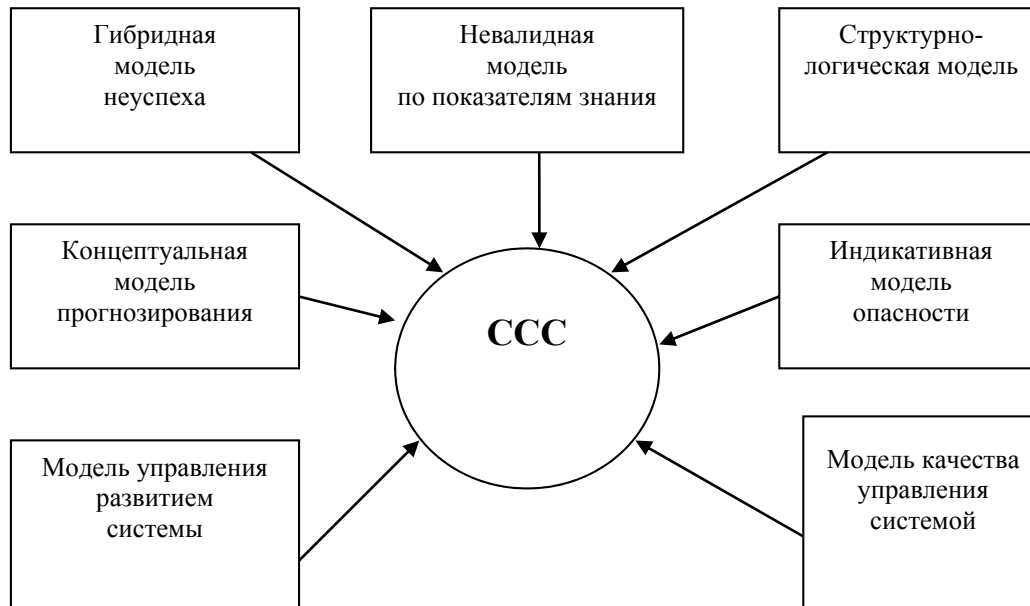 Гибридная
модель
неуспеха
Невалидная
модель
по показателям знания
Структурно-
логическая модель
Концептуальная
модель
прогнозирования
ССС
Индикативная
модель
опасности
Модель управления
развитием
системы
Модель качества
управления
системой